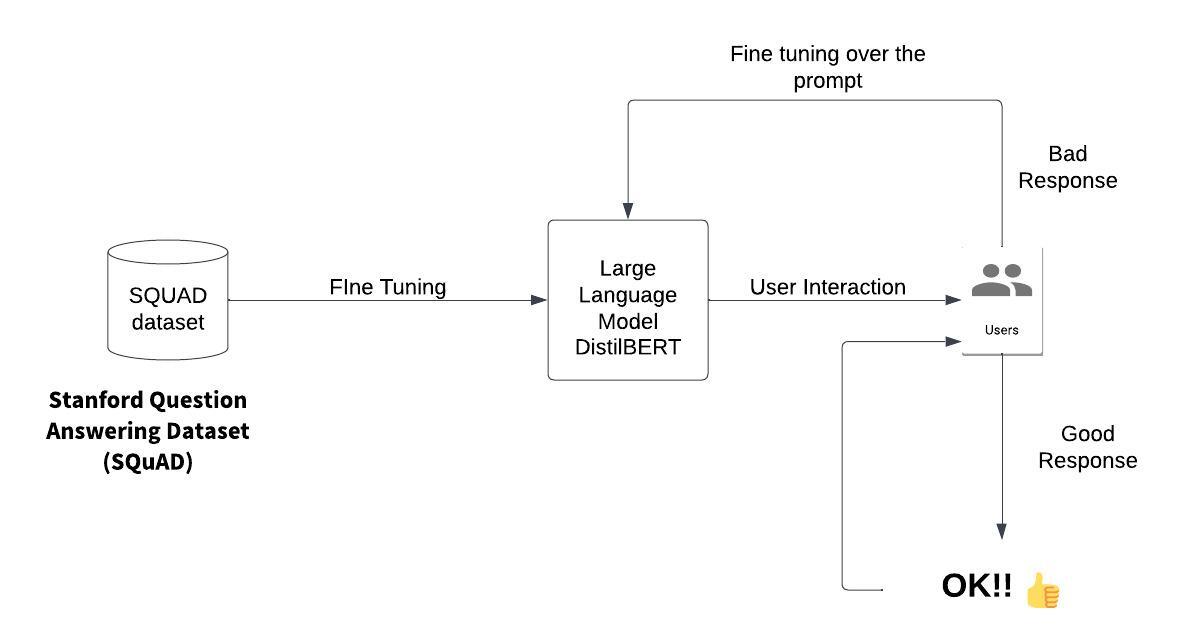 Fine tuning over the
prompt
Bad
Response
SQUAD
dataset
FIne Tuning
Large
Language
Model
DistilBERT
User Interaction
Users
Stanford Question
Answering Dataset
(SQuAD)
Good
Response
OK!! 👍